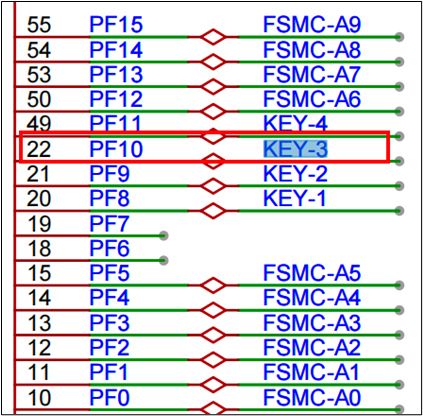 55 PF15 FSMC-A9
54 PF14 FSMC-A8
53 PF13 FSMC-A7
50 PF12 FSMC-A6
49 PF11 KEY-4
22 PF10 KEY-3
21 PF9 KEY-2
20 PF8 KEY-1
19 PF7
18 PF6
15 PF5 FSMC-A5
14 PF4 FSMC-A4
13 PF3 FSMC-A3
12 PF2 FSMC-A2
11 PF1 FSMC-A1
10 PF0 FSMC-A0